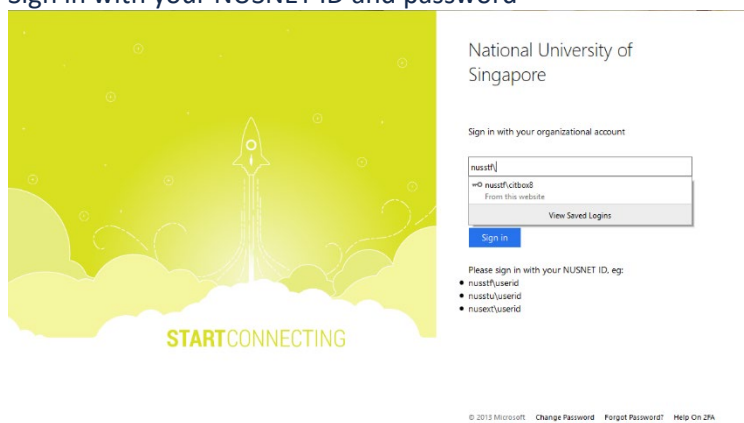 Sign in with your NUSNET ID and password
National University of
Singapore
Sign in with your organizational account
nusstf\
nusstf\citbox8
From this website
View Saved Logins
Sign in
Please sign in with your NUSNET ID, eg:
• nusstf\userid
• nusstu\userid
• nusext\userid
STARTCONNECTING
© 2013 Microsoft Change Password Forgot Password? Help On 2FA